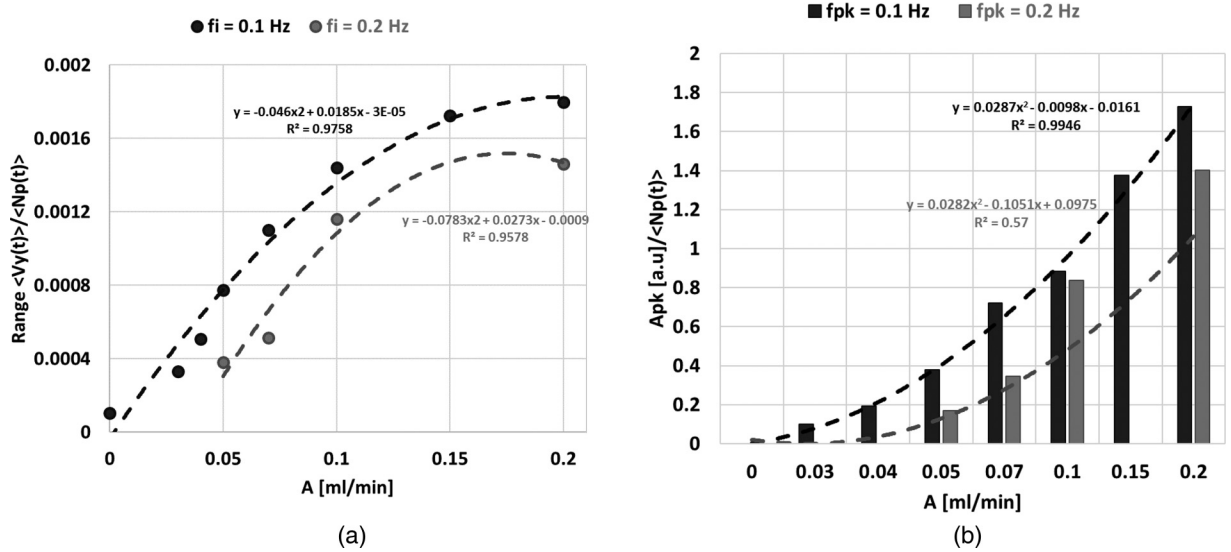 fi = 0.1 Hz fi = 0.2 Hz
0.002
0.0016
0.0012
0.0008
0.0004
0
Range <Vy(t)>/<Np(t)>
y = -0.046x2 + 0.0185x - 3E-05
R² = 0.9758
y = -0.0783x2 + 0.0273x - 0.0009
R² = 0.9578
0 0.05 0.1 0.15 0.2
A [ml/min]
(a)
fpk = 0.1 Hz fpk = 0.2 Hz
2
1.8
1.6
1.4
1.2
1
0.8
0.6
0.4
0.2
0
Apk [a.u]/<Np(t)>
y = 0.0287x² - 0.0098x - 0.0161
R² = 0.9946
y = 0.0282x² - 0.1051x + 0.0975
R² = 0.57
0 0.03 0.04 0.05 0.07 0.1 0.15 0.2
A [ml/min]
(b)